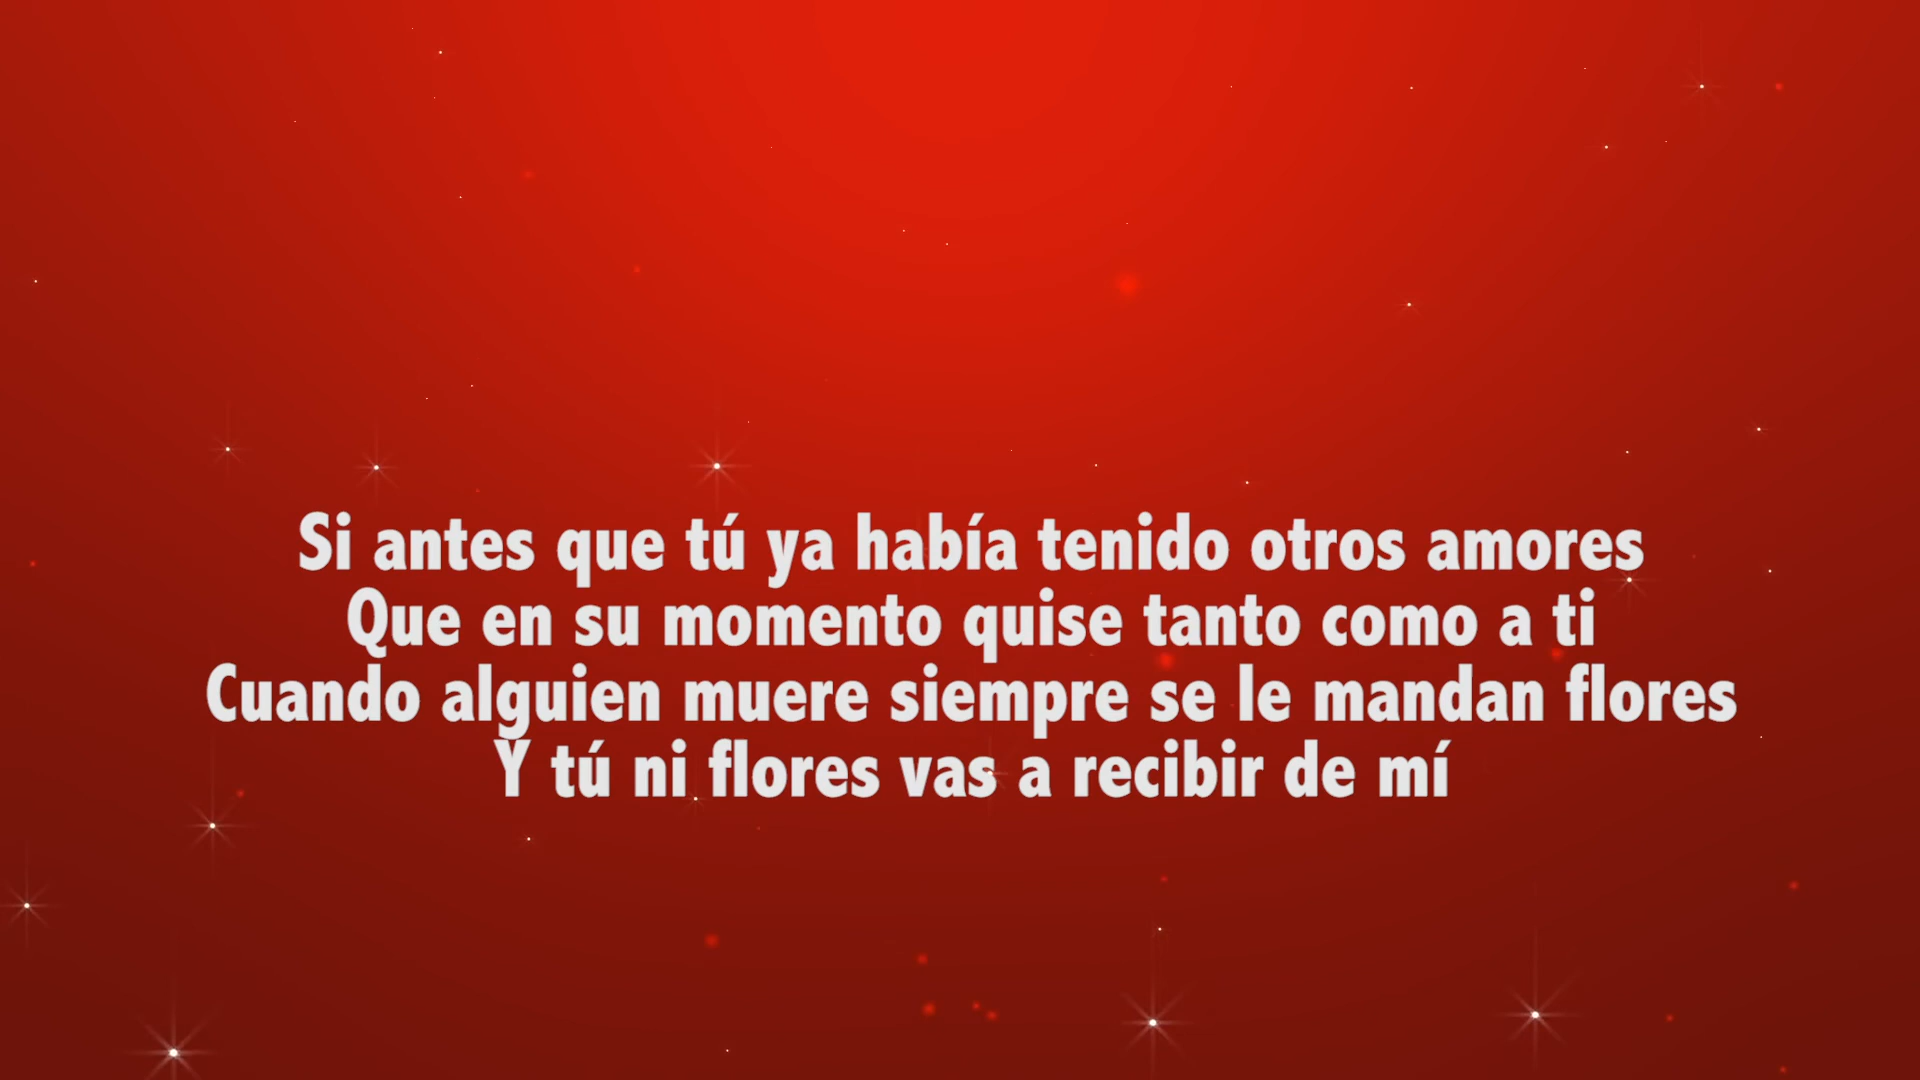 Si antes que tú ya había tenido otros amores
Que en su momento quise tanto como a ti
Cuando alguien muere siempre se le mandan flores
Y tú ni flores vas a recibir de mí